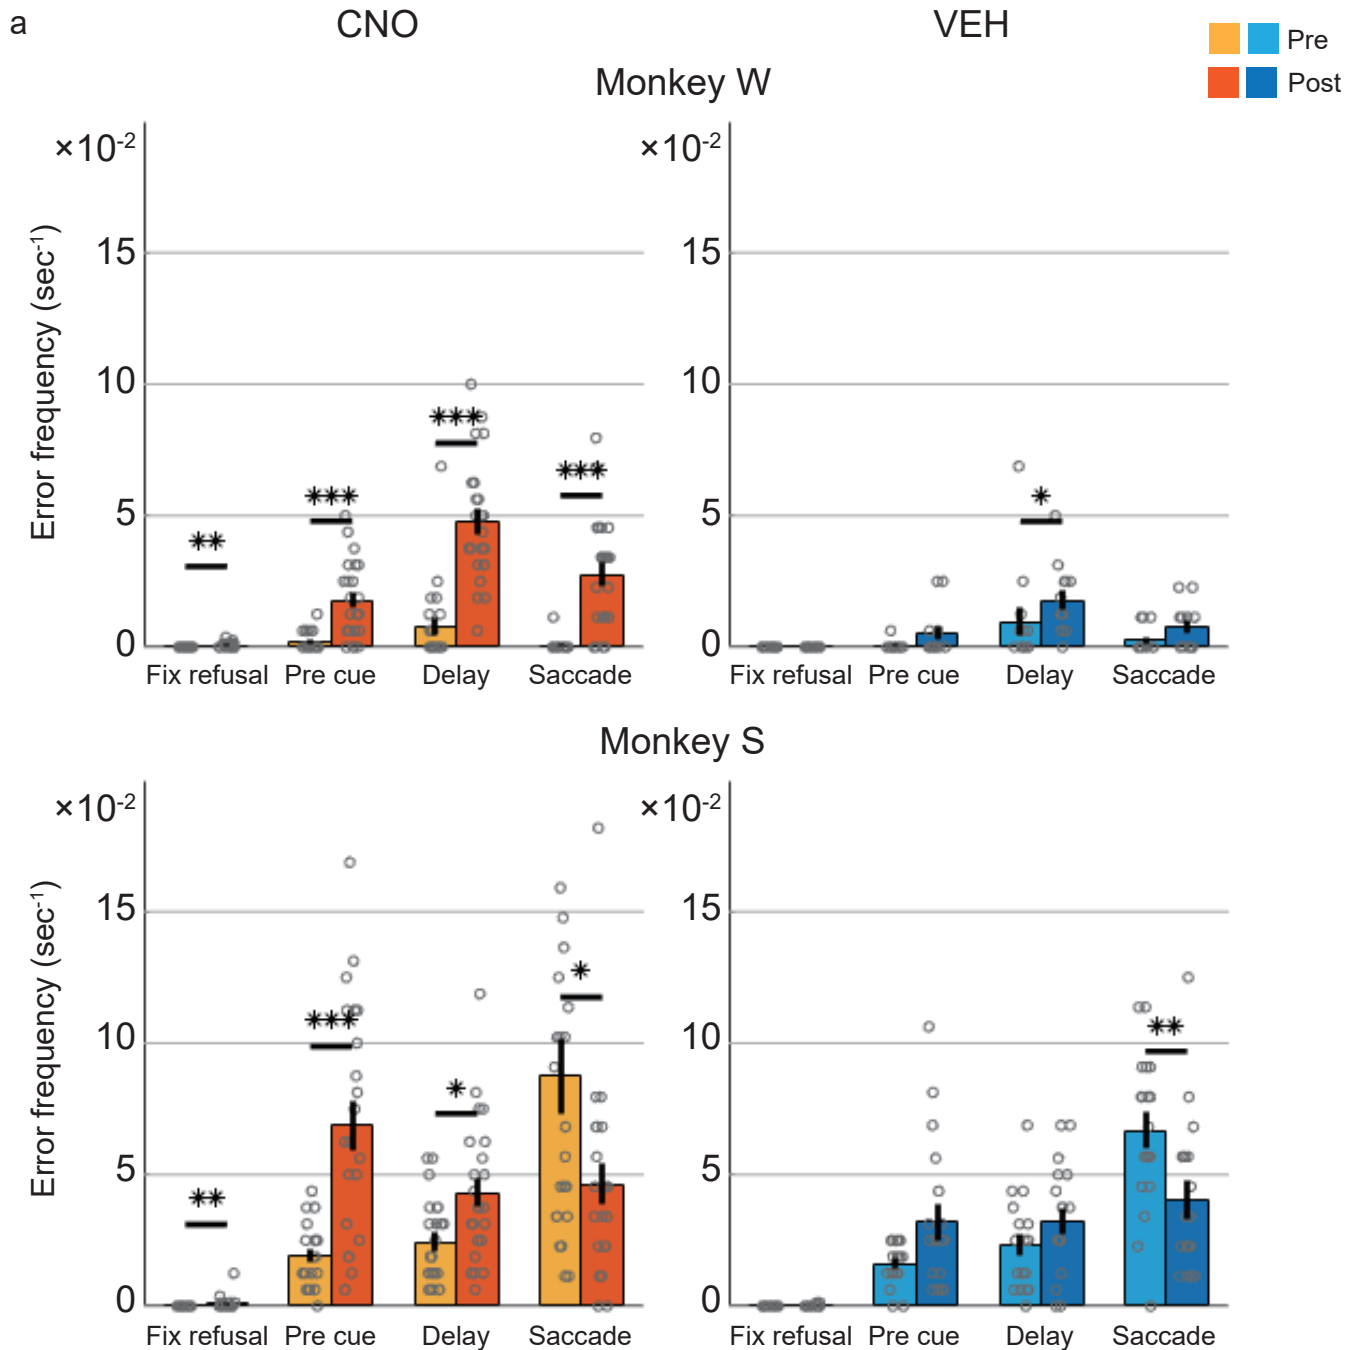 a
CNO
VEH
Pre
Post
Monkey W
×10-2
×10-2
Error frequency (sec-1)
15
10
5
0
15
10
5
0
**
***
***
***
*
Fix refusal Pre cue Delay Saccade
Fix refusal Pre cue Delay Saccade
Monkey S
×10-2
×10-2
Error frequency (sec-1)
15
10
5
0
15
10
5
0
**
***
*
*
**
Fix refusal Pre cue Delay Saccade
Fix refusal Pre cue Delay Saccade